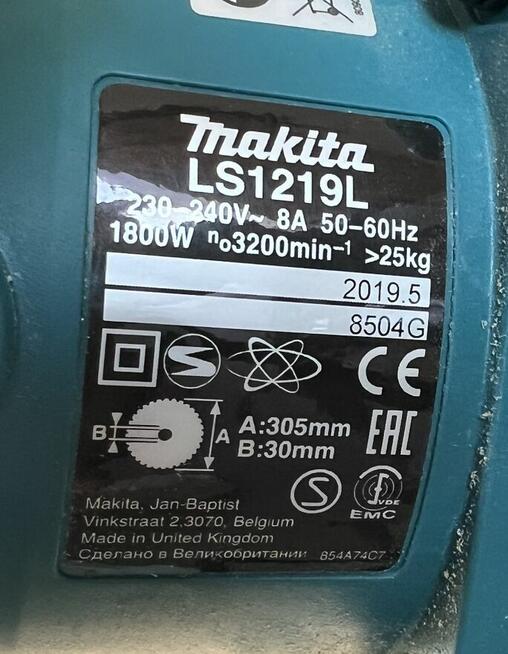 makita
LS1219L
230-240V~ 8A 50-60Hz
1800W n₀3200min⁻¹ >25kg
2019.5
8504G
CE
B A A:305mm
B:30mm
EAC
S
VDE
EMC
Makita, Jan-Baptist
Vinkstraat 2,3070, Belgium
Made in United Kingdom
Сделано в Великобритании 854A74C7